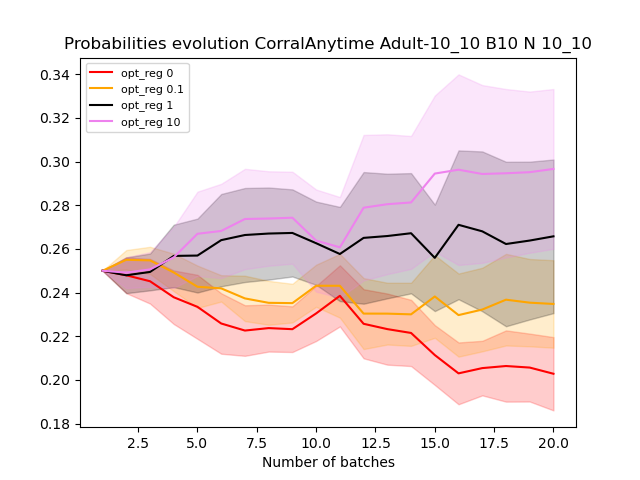 Probabilities evolution CorralAnytime Adult-10_10 B10 N 10_10
opt_reg 0
opt_reg 0.1
opt_reg 1
opt_reg 10
0.34
0.32
0.30
0.28
0.26
0.24
0.22
0.20
0.18
2.5 5.0 7.5 10.0 12.5 15.0 17.5 20.0
Number of batches